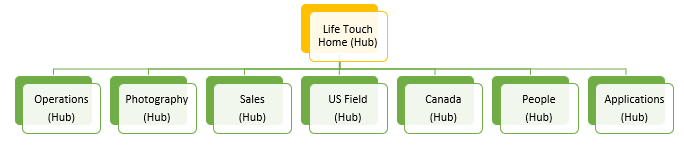 Life Touch
Home (Hub)
Operations
(Hub)
Photography
(Hub)
Sales
(Hub)
US Field
(Hub)
Canada
(Hub)
People
(Hub)
Applications
(Hub)